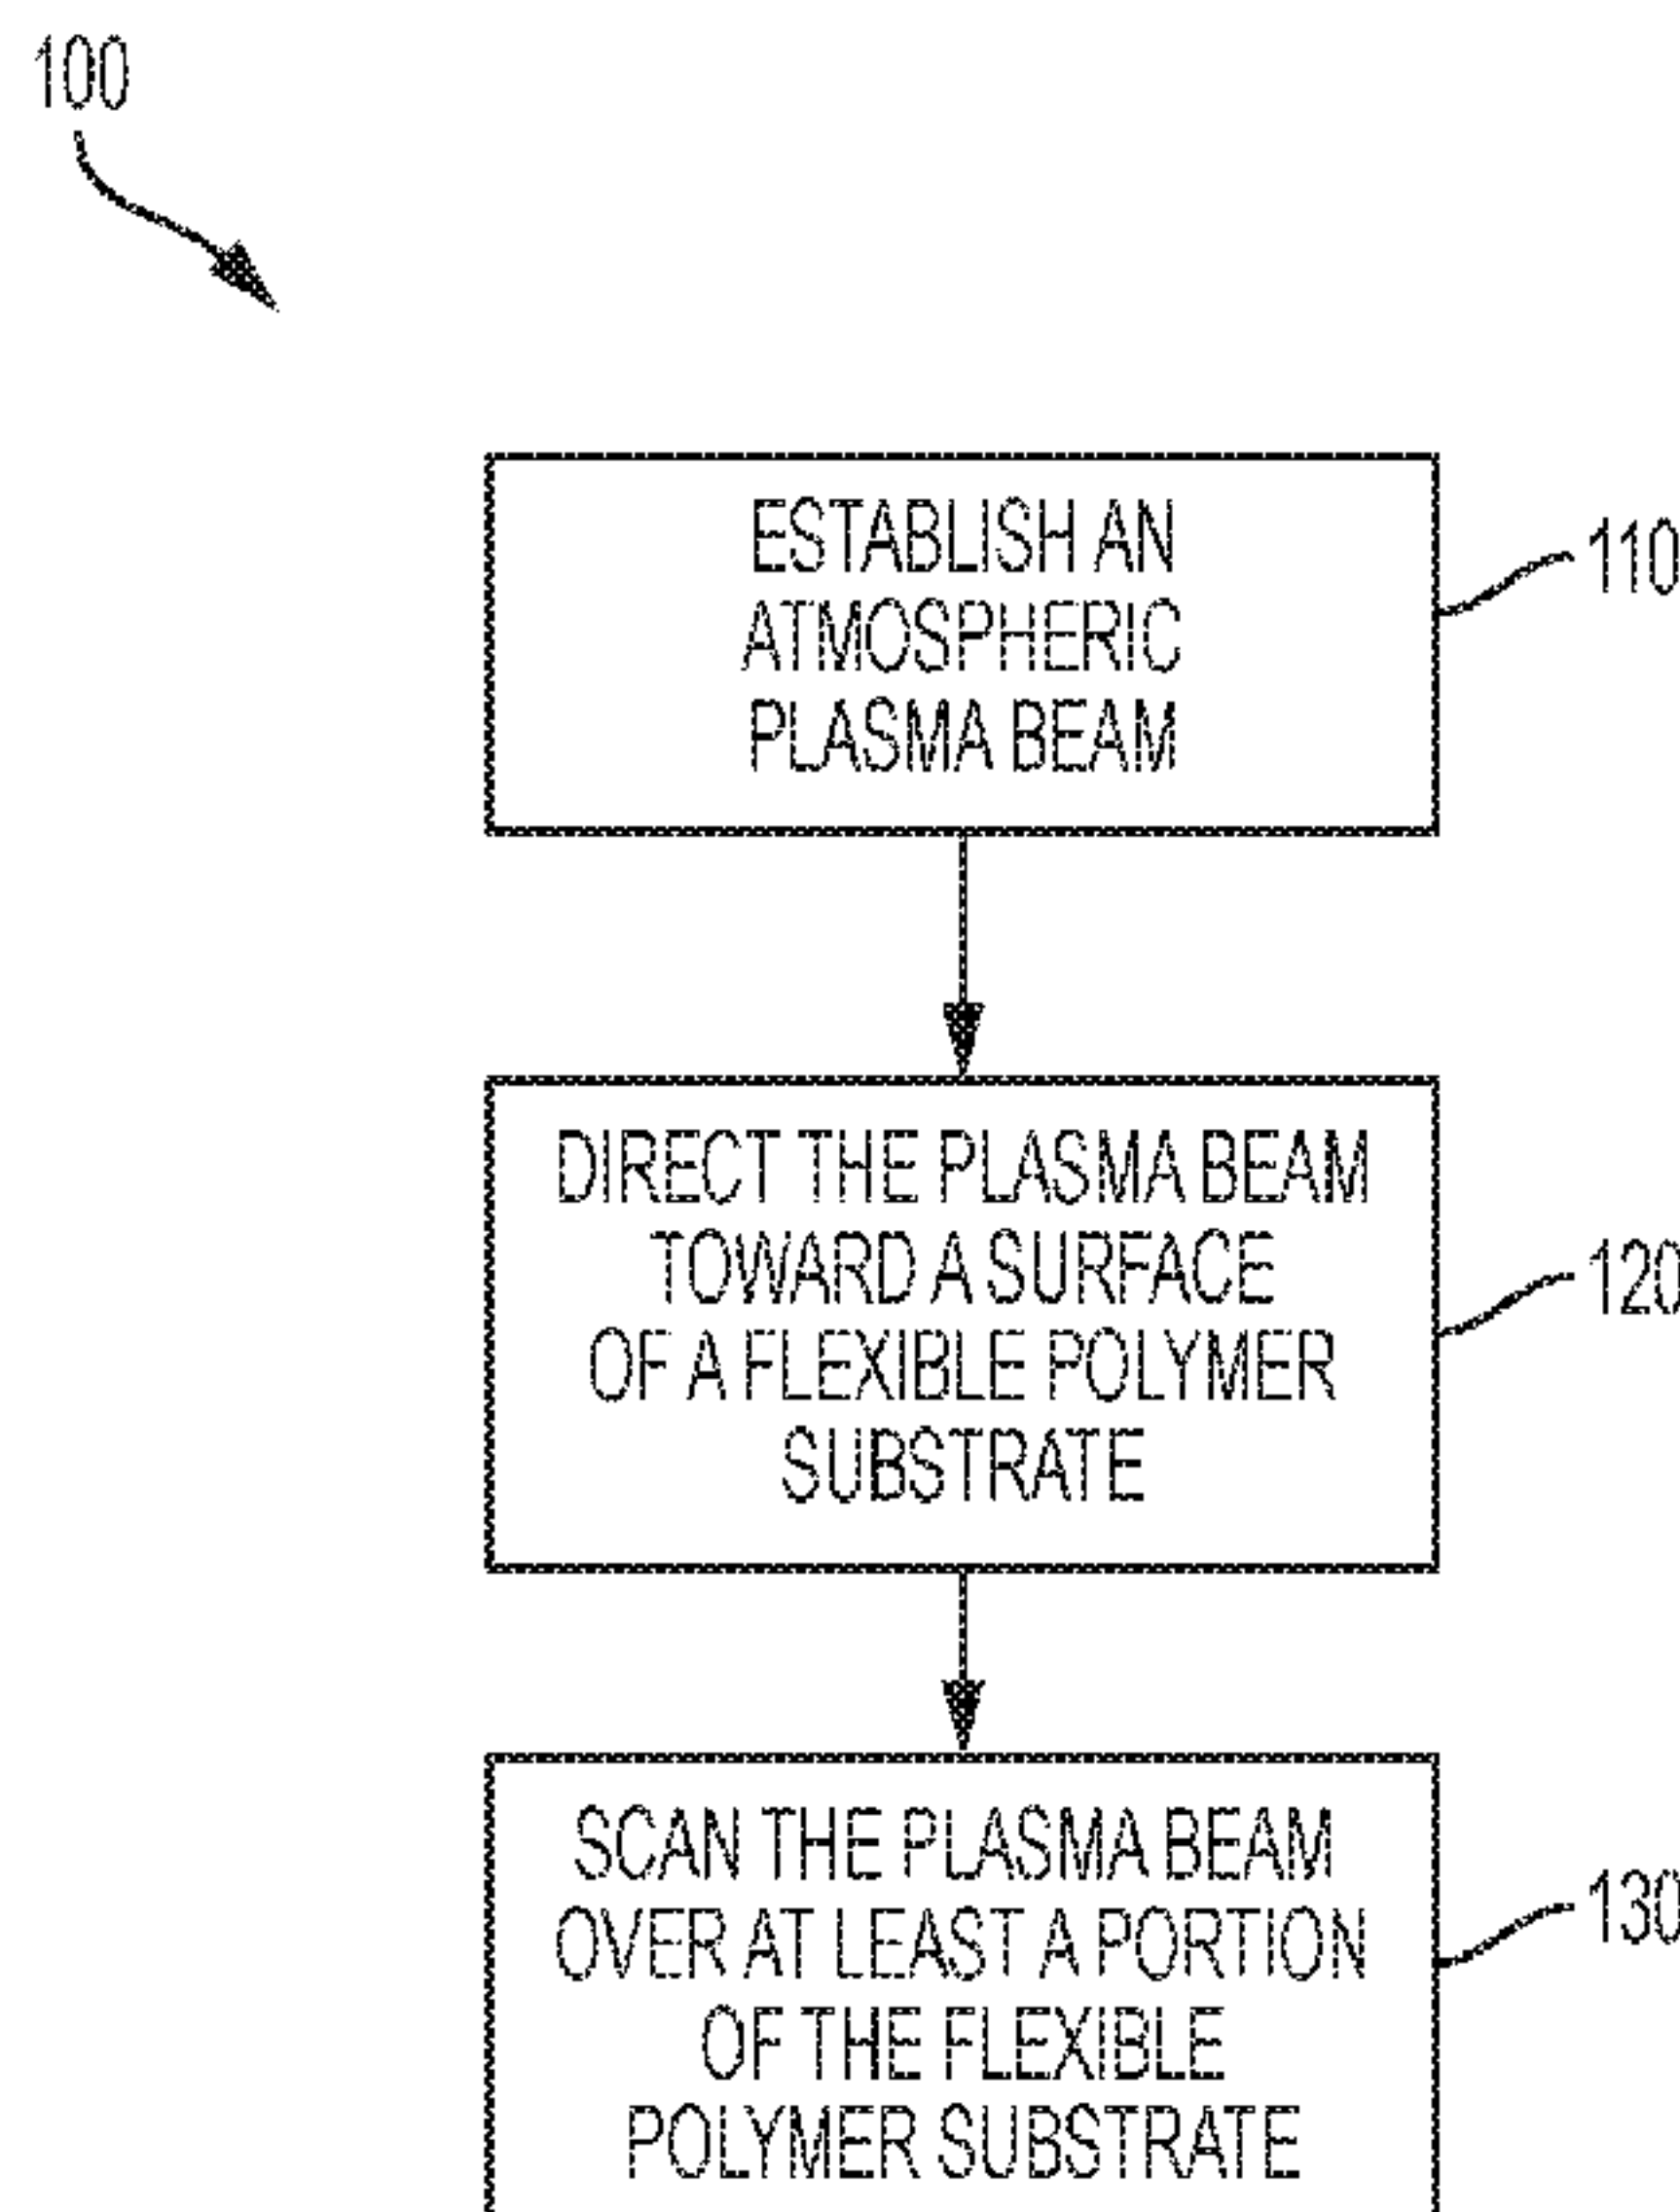 100
ESTABLISH AN
ATMOSPHERIC
PLASMA BEAM
110
DIRECT THE PLASMA BEAM
TOWARD A SURFACE
OF A FLEXIBLE POLYMER
SUBSTRATE
120
SCAN THE PLASMA BEAM
OVER AT LEAST A PORTION
OF THE FLEXIBLE
POLYMER SUBSTRATE
130